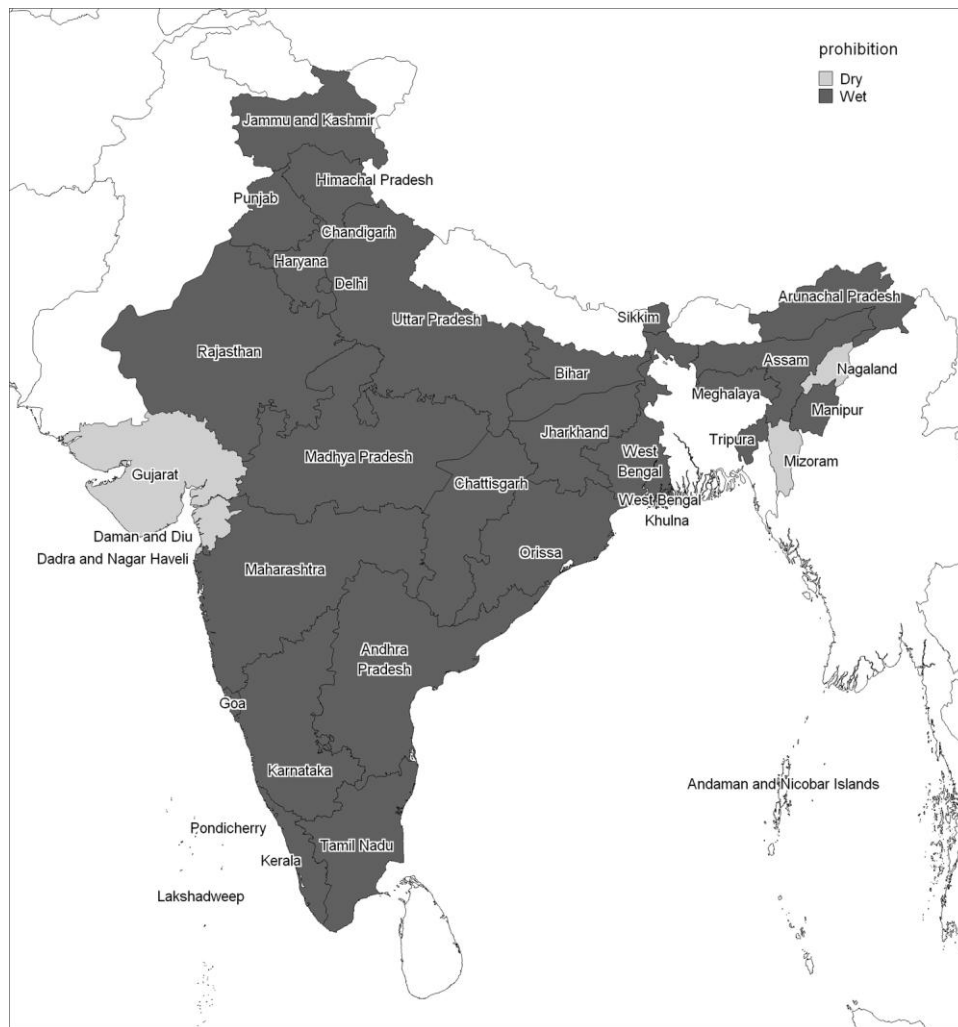 prohibition
Dry
Wet
Jammu and Kashmir
Himachal Pradesh
Punjab
Chandigarh
Haryana
Delhi
Arunachal Pradesh
Sikkim
Uttar Pradesh
Rajasthan
Assam
Nagaland
Bihar
Meghalaya
Manipur
Jharkhand
Tripura
West
Bengal
Madhya Pradesh
Mizoram
Gujarat
Chattisgarh
West Bengal
Khulna
Daman and Diu
Dadra and Nagar Haveli
Orissa
Maharashtra
Andhra
Pradesh
Goa
Karnataka
Andaman and Nicobar Islands
Pondicherry
Tamil Nadu
Kerala
Lakshadweep